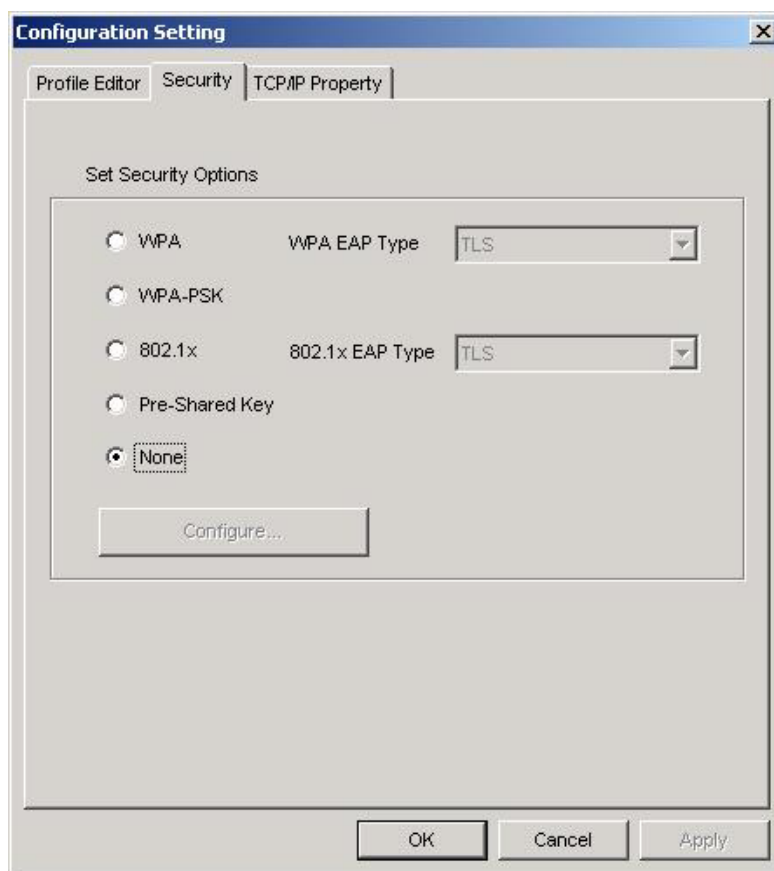 Configuration Setting
Profile Editor Security TCP/IP Property
Set Security Options
WPA WPA EAP Type TLS
WPA-PSK
802.1x 802.1x EAP Type TLS
Pre-Shared Key
None
Configure...
OK Cancel Apply